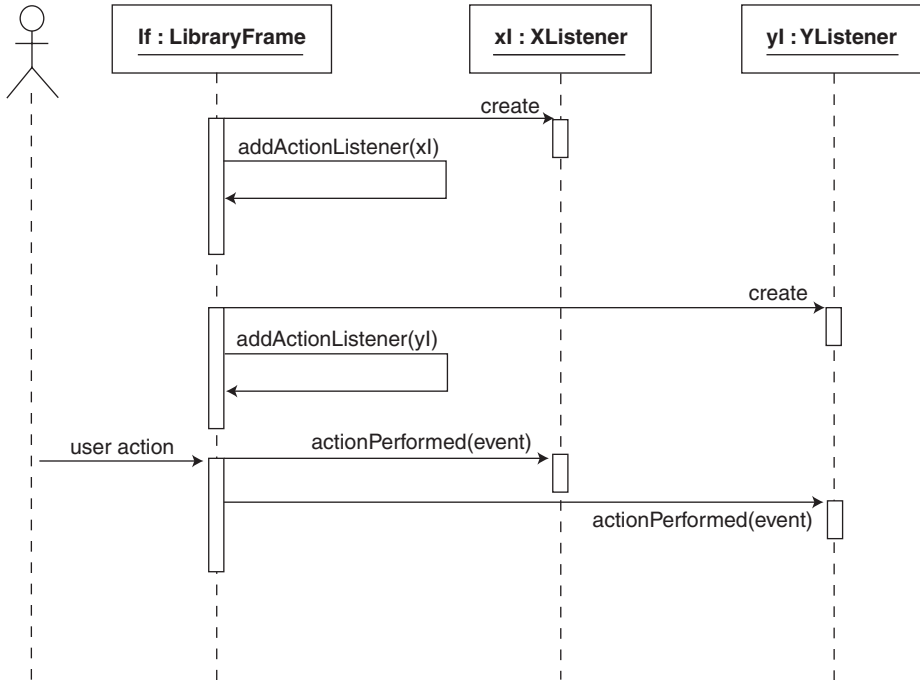 lf : LibraryFrame
xl : XListener
yl : YListener
create
addActionListener(xl)
create
addActionListener(yl)
user action
actionPerformed(event)
actionPerformed(event)